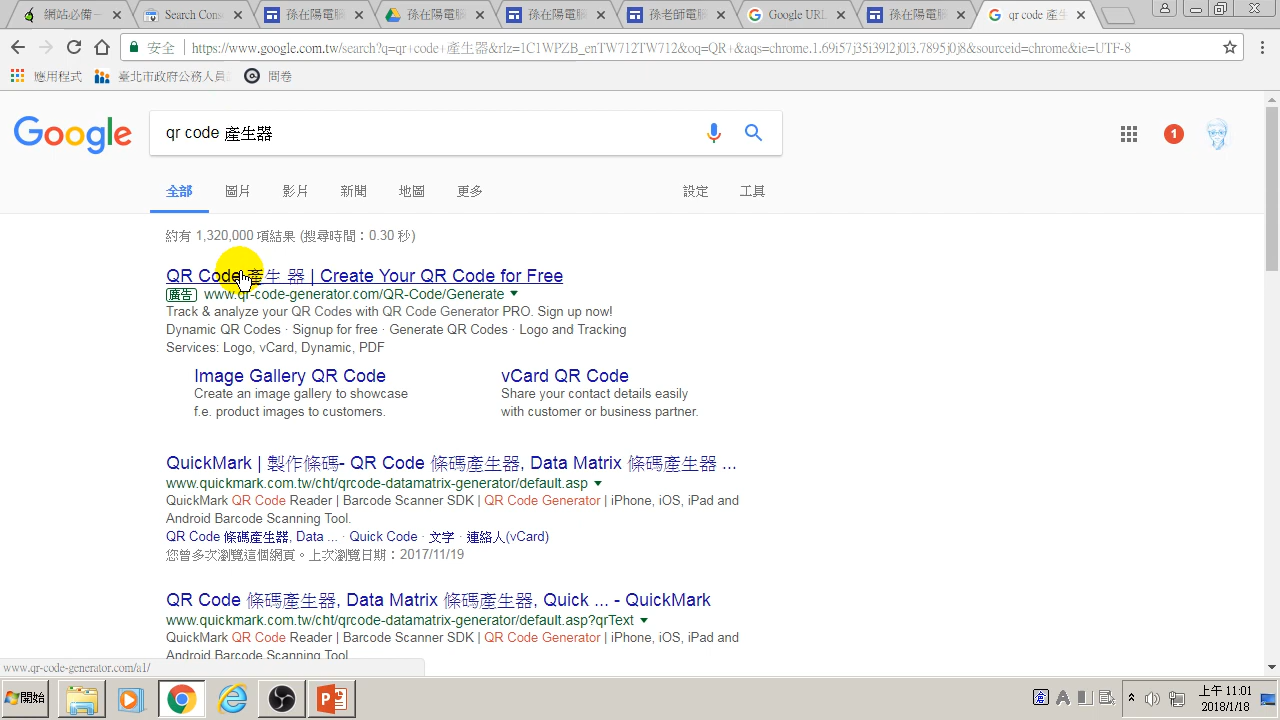 網站必備一
Search Cons
孫在陽電腦
孫在陽電腦
孫在陽電腦
孫老師電腦
Google URL
孫在陽電腦
qr code 產生
安全
https://www.google.com.tw/search?q=qr+code+產生器&rlz=1C1WPZB_enTW712TW712&oq=QR+&aqs=chrome.1.69i57j35i39l2j0l3.7895j0j8&sourceid=chrome&ie=UTF-8
應用程式
臺北市政府公務人員
問卷
Google
qr code 產生器
1
全部 圖片 影片 新聞 地圖 更多 設定 工具
約有 1,320,000 項結果 (搜尋時間：0.30 秒)
QR Code 產生 器 | Create Your QR Code for Free
廣告 www.qr-code-generator.com/QR-Code/Generate
Track & analyze your QR Codes with QR Code Generator PRO. Sign up now!
Dynamic QR Codes · Signup for free · Generate QR Codes · Logo and Tracking
Services: Logo, vCard, Dynamic, PDF
Image Gallery QR Code
Create an image gallery to showcase
f.e. product images to customers.
vCard QR Code
Share your contact details easily
with customer or business partner.
QuickMark | 製作條碼- QR Code 條碼產生器, Data Matrix 條碼產生器 ...
www.quickmark.com.tw/cht/qrcode-datamatrix-generator/default.asp
QuickMark QR Code Reader | Barcode Scanner SDK | QR Code Generator | iPhone, iOS, iPad and
Android Barcode Scanning Tool.
QR Code 條碼產生器, Data ... · Quick Code · 文字 · 連絡人(vCard)
您曾多次瀏覽這個網頁。上次瀏覽日期：2017/11/19
QR Code 條碼產生器, Data Matrix 條碼產生器, Quick ... - QuickMark
www.quickmark.com.tw/cht/qrcode-datamatrix-generator/default.asp?qrText
QuickMark QR Code Reader | Barcode Scanner SDK | QR Code Generator | iPhone, iOS, iPad and
Android Barcode Scanning Tool
www.qr-code-generator.com/a1/
開始
上午 11:01
2018/1/18